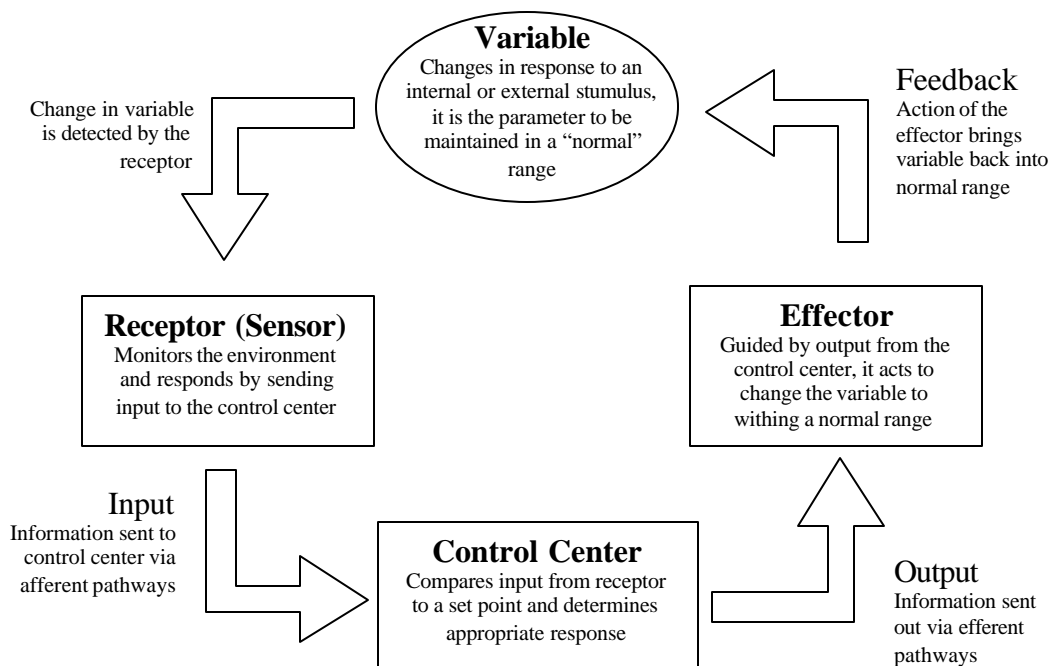 Variable
Changes in response to an
internal or external stumulus,
it is the parameter to be
maintained in a “normal”
range
Change in variable
is detected by the
receptor
Feedback
Action of the
effector brings
variable back into
normal range
Receptor (Sensor)
Monitors the environment
and responds by sending
input to the control center
Effector
Guided by output from the
control center, it acts to
change the variable to
withing a normal range
Input
Information sent to
control center via
afferent pathways
Control Center
Compares input from receptor
to a set point and determines
appropriate response
Output
Information sent
out via efferent
pathways